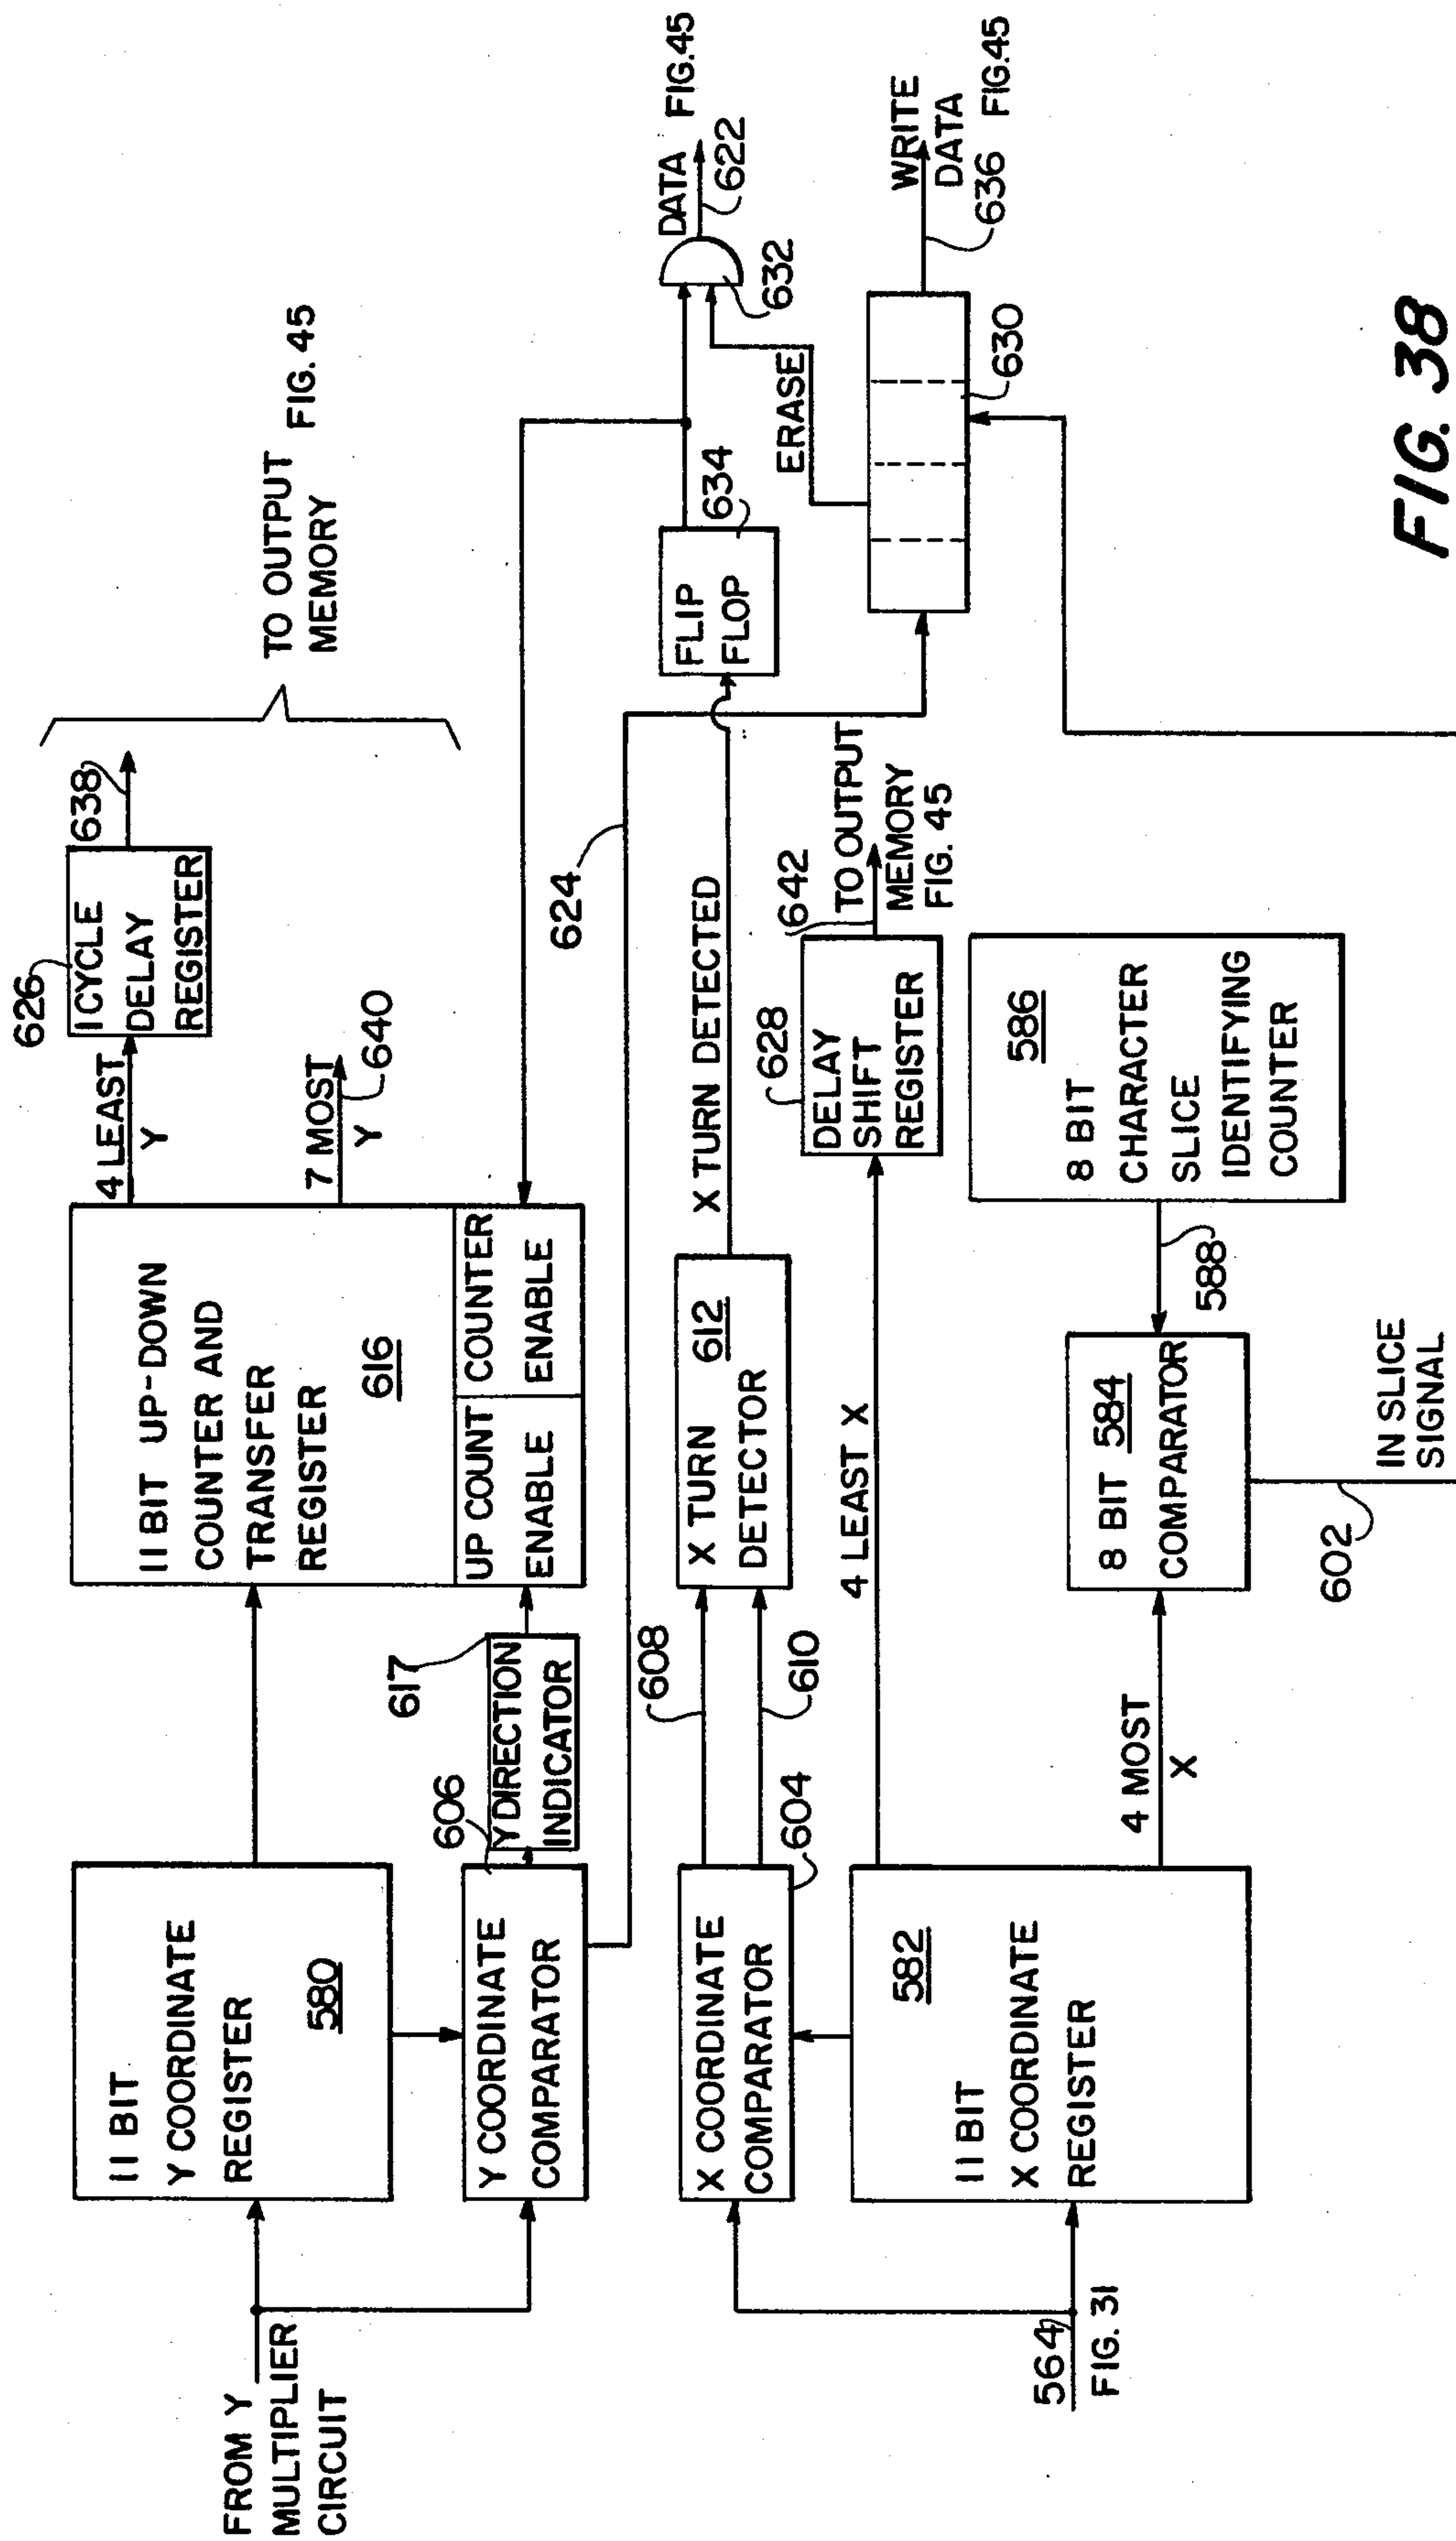 FROM Y
MULTIPLIER
CIRCUIT
11 BIT
Y COORDINATE
REGISTER
580
11 BIT UP-DOWN
COUNTER AND
TRANSFER
REGISTER
616
UP COUNT
ENABLE
COUNTER
ENABLE
4 LEAST
Y
7 MOST
Y
640
626
1 CYCLE
DELAY
REGISTER
638
TO OUTPUT
MEMORY
FIG. 45
Y COORDINATE
COMPARATOR
606
Y DIRECTION
INDICATOR
617
624
X COORDINATE
COMPARATOR
604
608
610
X TURN
612
DETECTOR
X TURN DETECTED
FLIP
FLOP
634
ERASE
632
DATA
FIG.45
622
564
FIG. 31
11 BIT
X COORDINATE
REGISTER
582
4 LEAST X
628
DELAY
SHIFT
REGISTER
642
TO OUTPUT
MEMORY
FIG. 45
630
WRITE
DATA
636
FIG.45
4 MOST
X
8 BIT 584
COMPARATOR
588
586
8 BIT
CHARACTER
SLICE
IDENTIFYING
COUNTER
602
IN SLICE
SIGNAL
FIG. 38